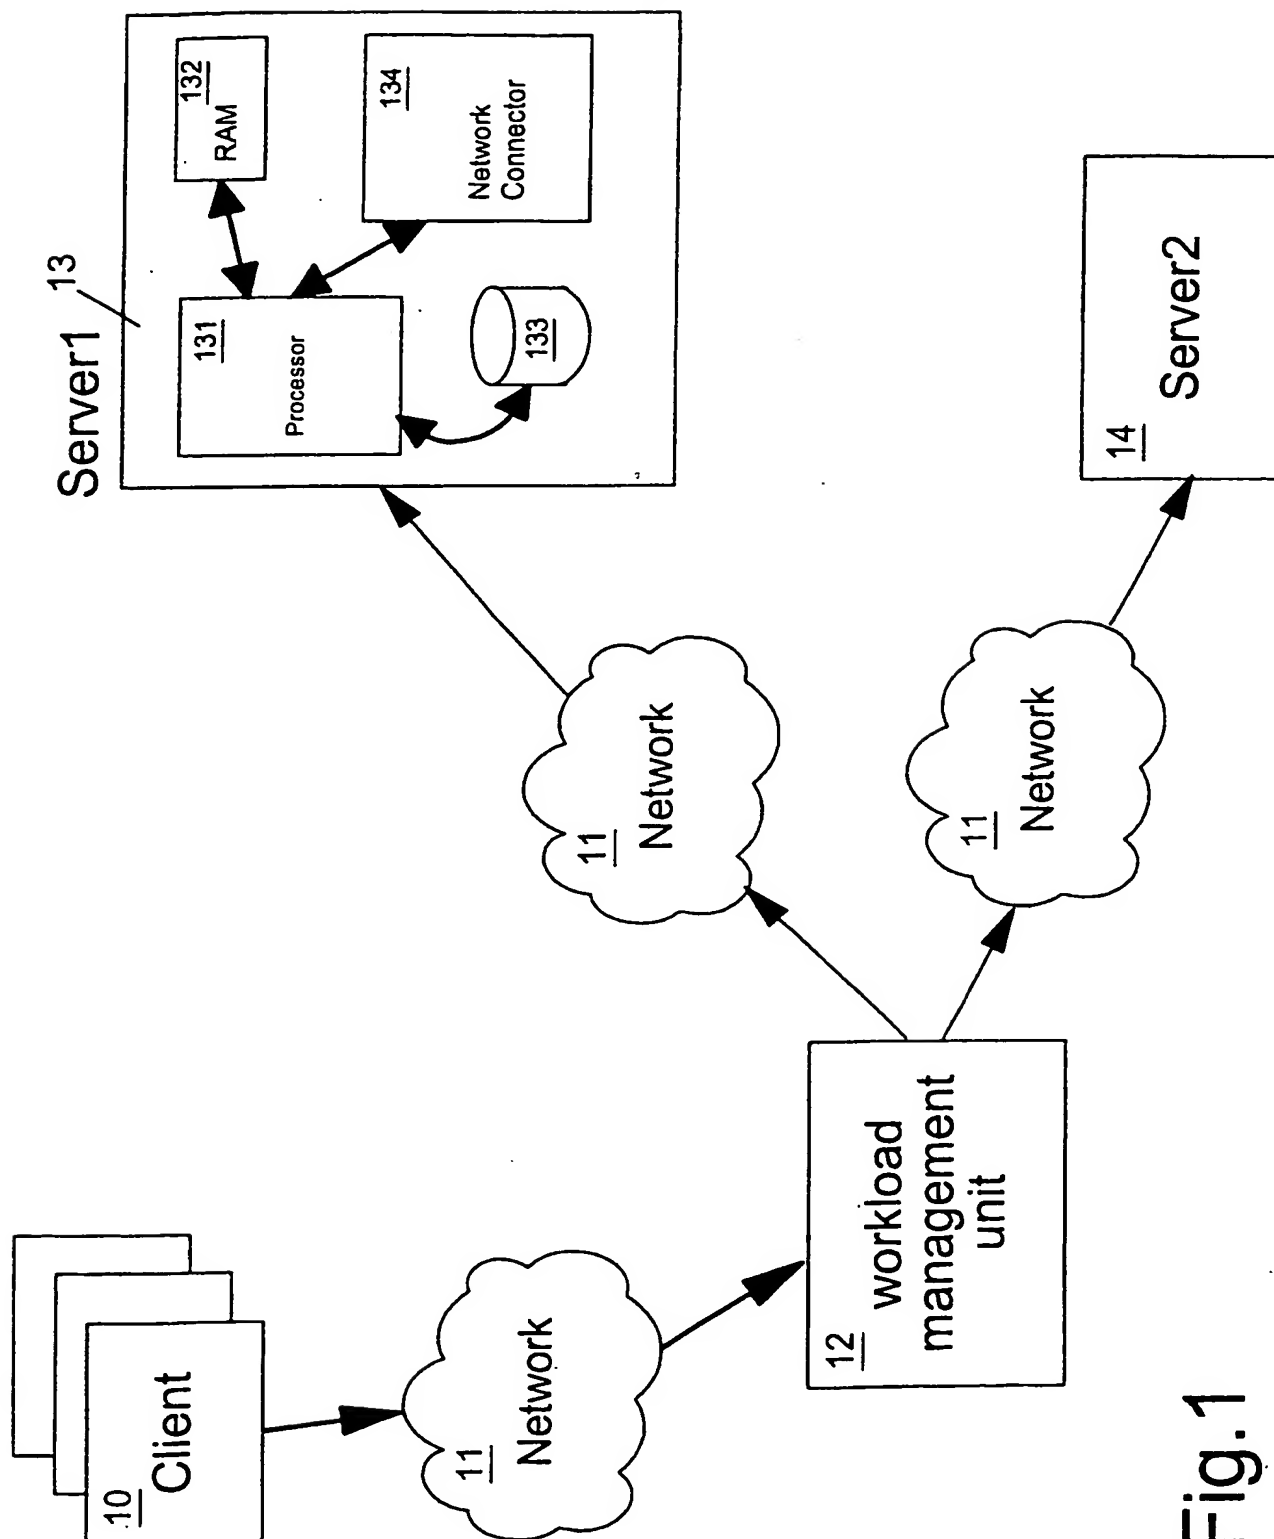 10
Client
11
Network
12
workload
management
unit
11
Network
11
Network
Server1
13
131
Processor
132
RAM
133
134
Network
Connector
14
Server2
Fig.1